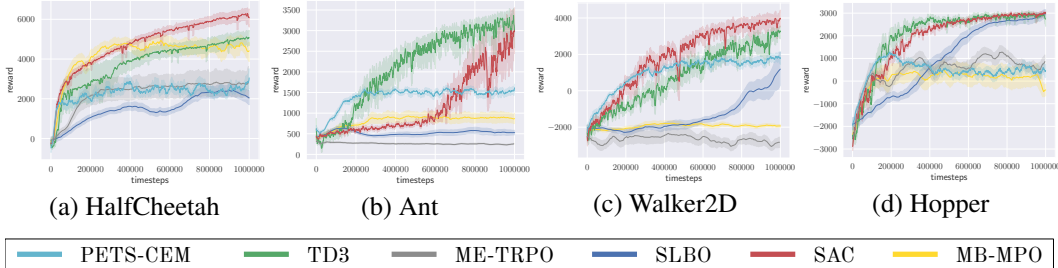 6000
4000
2000
0
reward
0 200000 400000 600000 800000 1000000
timesteps
(a) HalfCheetah
3500
3000
2500
2000
1500
1000
500
0
reward
0 200000 400000 600000 800000 1000000
timesteps
(b) Ant
4000
2000
0
−2000
reward
0 200000 400000 600000 800000 1000000
timesteps
(c) Walker2D
3000
2000
1000
0
−1000
−2000
−3000
reward
0 200000 400000 600000 800000 1000000
timesteps
(d) Hopper
PETS-CEM TD3 ME-TRPO SLBO SAC MB-MPO